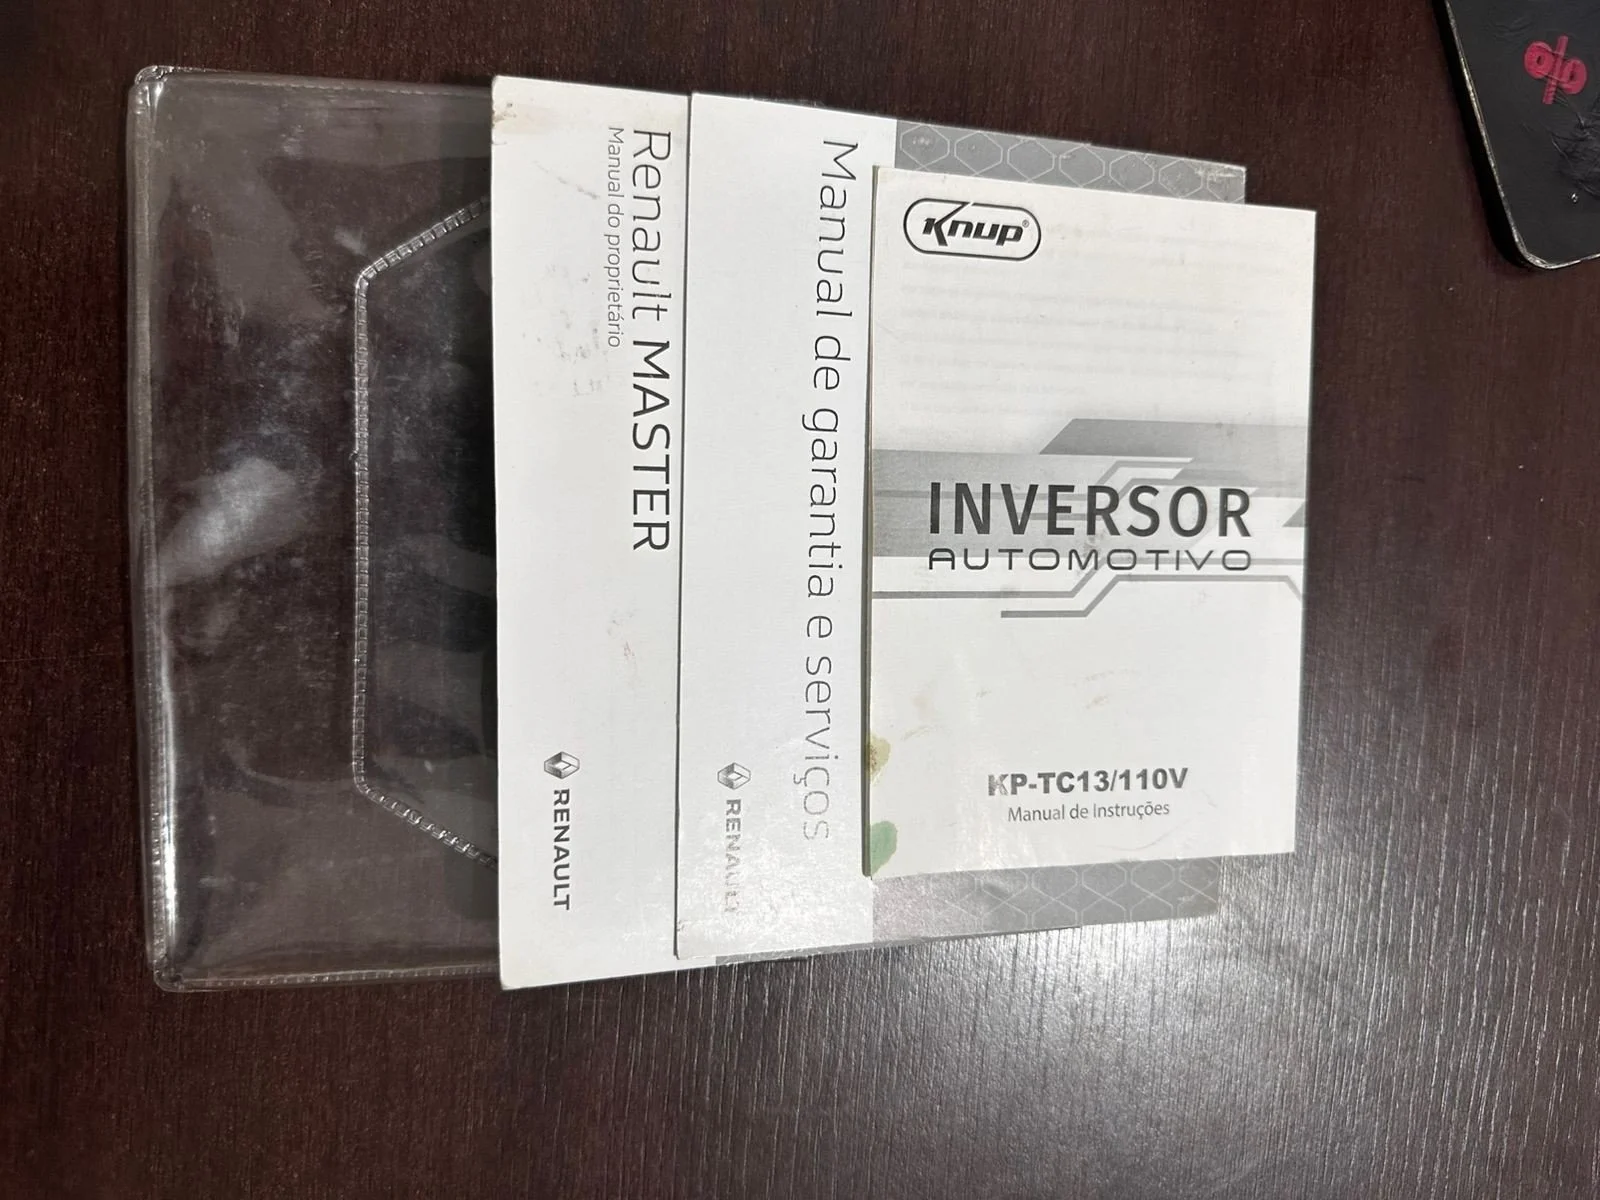 Renault MASTER
Manual do proprietário
RENAULT
Manual de garantia e serviços
RENAULT
Knup®
INVERSOR
AUTOMOTIVO
KP-TC13/110V
Manual de Instruções
%